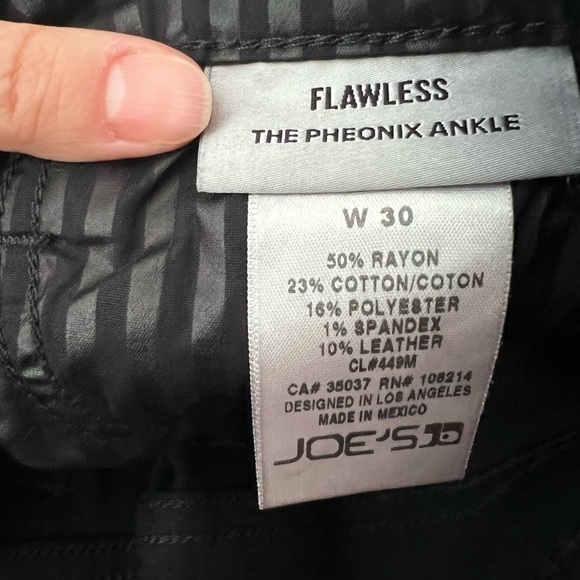 FLAWLESS
THE PHEONIX ANKLE
W 30
50% RAYON
23% COTTON/COTON
16% POLYESTER
1% SPANDEX
10% LEATHER
CL#449M
CA# 35037 RN# 106214
DESIGNED IN LOS ANGELES
MADE IN MEXICO
JOE'S